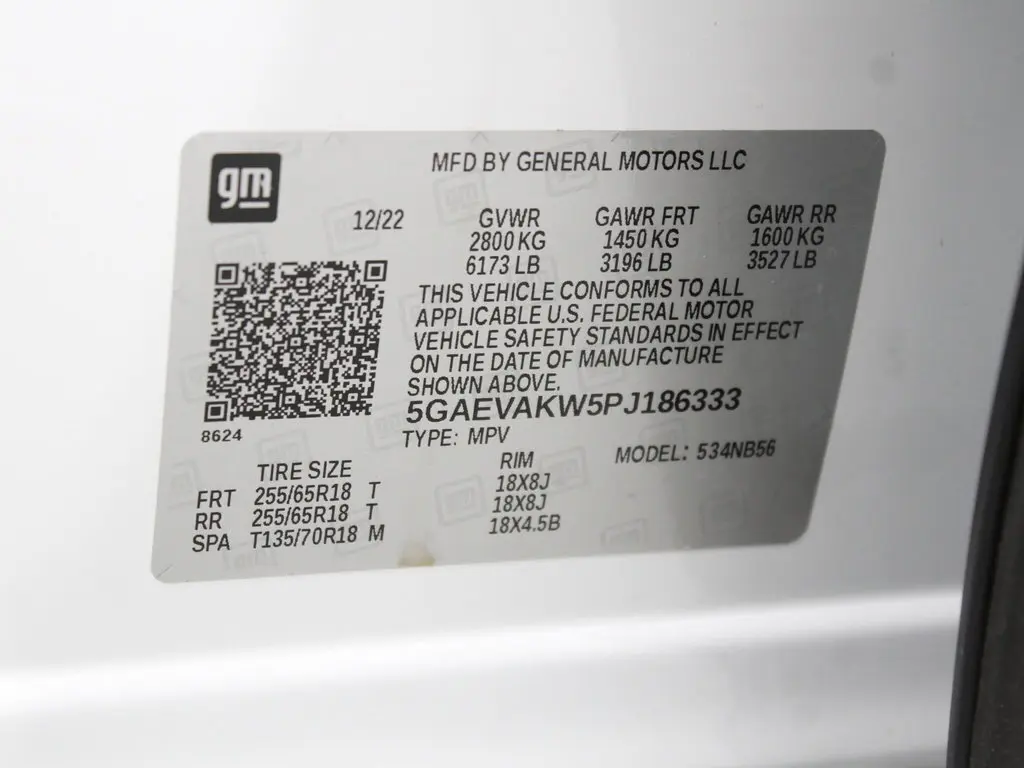 gm
MFD BY GENERAL MOTORS LLC
12/22 GVWR GAWR FRT GAWR RR
2800 KG 1450 KG 1600 KG
6173 LB 3196 LB 3527 LB
THIS VEHICLE CONFORMS TO ALL
APPLICABLE U.S. FEDERAL MOTOR
VEHICLE SAFETY STANDARDS IN EFFECT
ON THE DATE OF MANUFACTURE
SHOWN ABOVE.
5GAEVAKW5PJ186333
8624
TYPE: MPV
MODEL: 534NB56
TIRE SIZE RIM
FRT 255/65R18 T 18X8J
RR 255/65R18 T 18X8J
SPA T135/70R18 M 18X4.5B